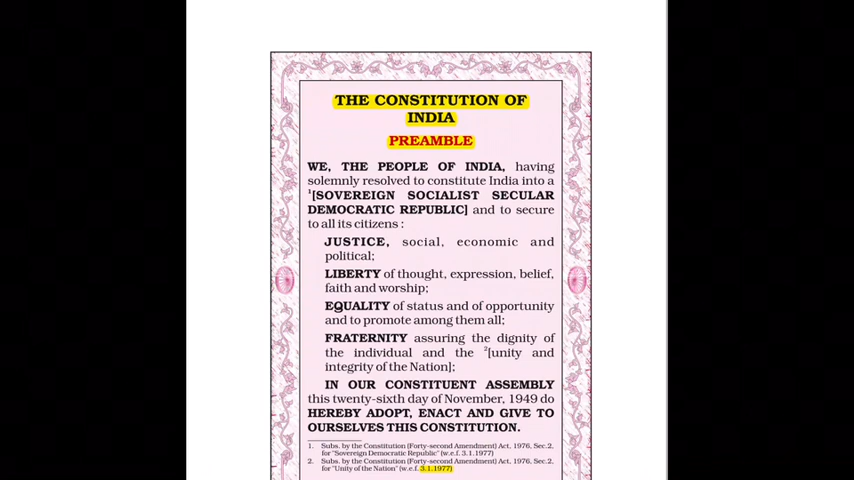 THE CONSTITUTION OF
INDIA
PREAMBLE
WE, THE PEOPLE OF INDIA, having
solemnly resolved to constitute India into a
1[SOVEREIGN SOCIALIST SECULAR
DEMOCRATIC REPUBLIC] and to secure
to all its citizens :
JUSTICE, social, economic and
political;
LIBERTY of thought, expression, belief,
faith and worship;
EQUALITY of status and of opportunity
and to promote among them all;
FRATERNITY assuring the dignity of
the individual and the 2[unity and
integrity of the Nation];
IN OUR CONSTITUENT ASSEMBLY
this twenty-sixth day of November, 1949 do
HEREBY ADOPT, ENACT AND GIVE TO
OURSELVES THIS CONSTITUTION.
1. Subs. by the Constitution (Forty-second Amendment) Act, 1976, Sec.2,
for "Sovereign Democratic Republic" (w.e.f. 3.1.1977)
2. Subs. by the Constitution (Forty-second Amendment) Act, 1976, Sec.2,
for "Unity of the Nation" (w.e.f. 3.1.1977)